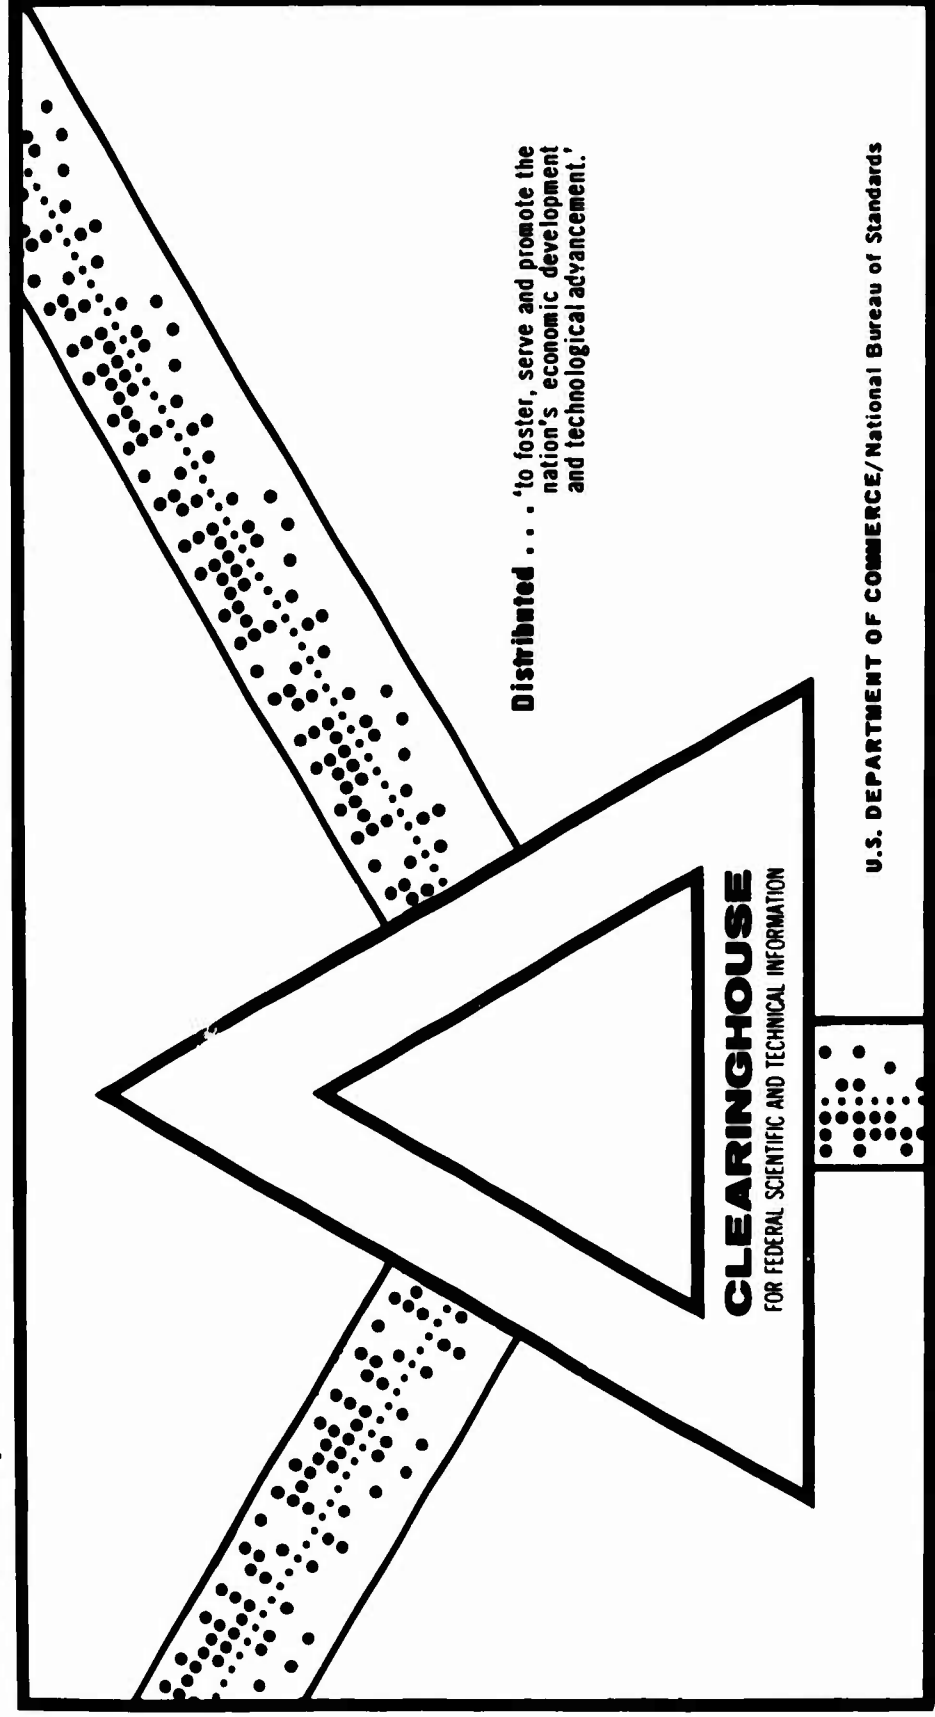 Distributed . . . 'to foster, serve and promote the
nation's economic development
and technological advancement.'
CLEARINGHOUSE
FOR FEDERAL SCIENTIFIC AND TECHNICAL INFORMATION
U.S. DEPARTMENT OF COMMERCE/National Bureau of Standards